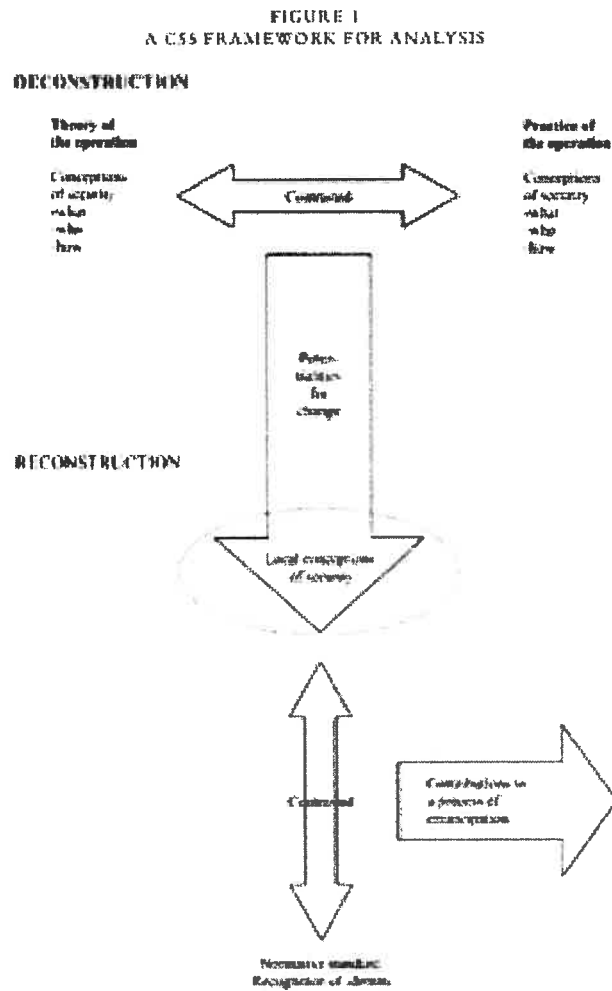 FIGURE 1
A CSS FRAMEWORK FOR ANALYSIS
DECONSTRUCTION
Theory of
the operation
Conceptions
of security
-what
-who
-how
Practice of
the operation
Conceptions
of security
-what
-who
-how
Contrasted
Poten-
tialities
for
change
RECONSTRUCTION
Local conceptions
of security
Contrasted
Contributions to
a process of
emancipation
Normative standard:
Recognition of